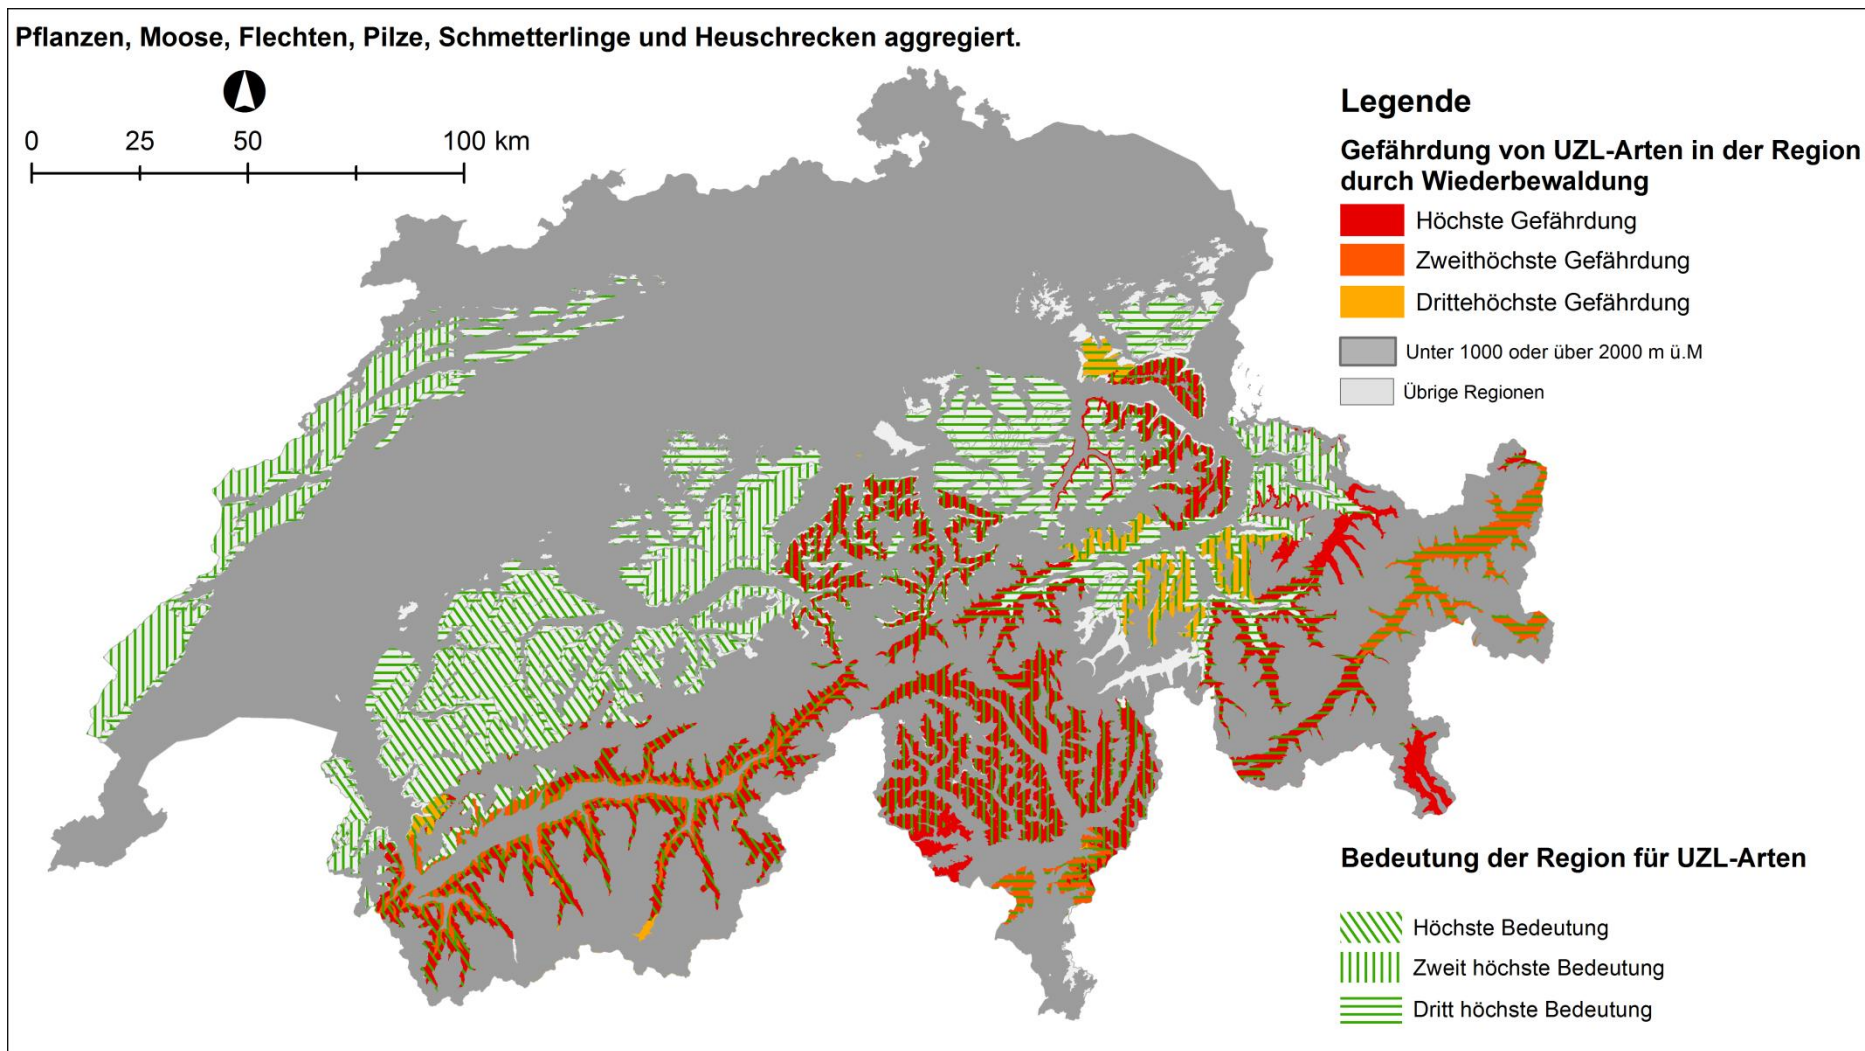 Pflanzen, Moose, Flechten, Pilze, Schmetterlinge und Heuschrecken aggregiert.
0 25 50 100 km
Legende
Gefährdung von UZL-Arten in der Region
durch Wiederbewaldung
Höchste Gefährdung
Zweithöchste Gefährdung
Drittehöchste Gefährdung
Unter 1000 oder über 2000 m ü.M
Übrige Regionen
Bedeutung der Region für UZL-Arten
Höchste Bedeutung
Zweit höchste Bedeutung
Dritt höchste Bedeutung